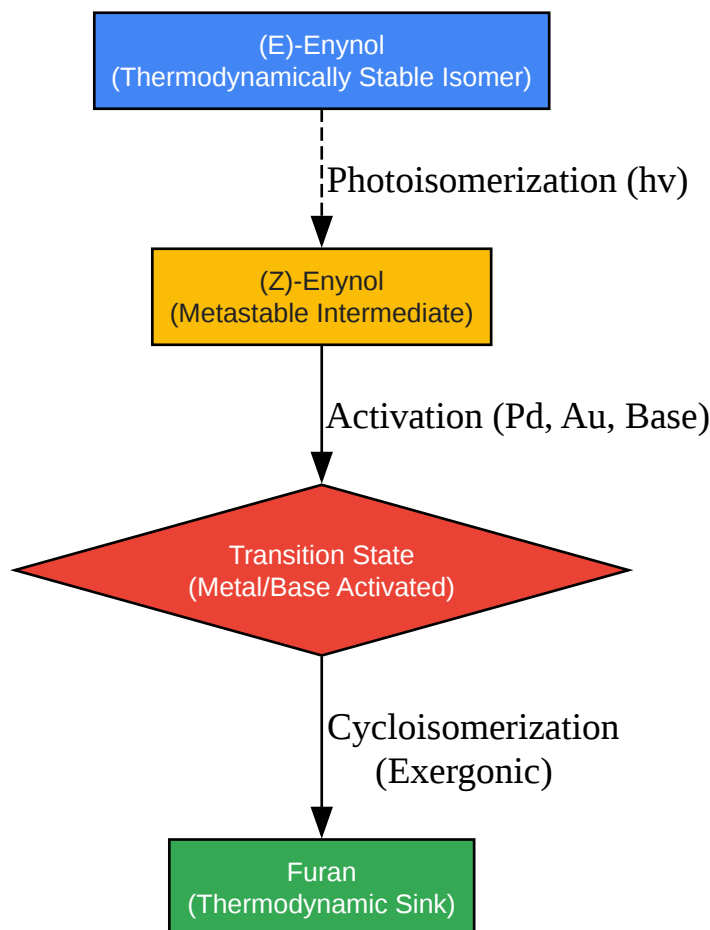 (E)-Enynol
(Thermodynamically Stable Isomer)
Photoisomerization (hv)
(Z)-Enynol
(Metastable Intermediate)
Activation (Pd, Au, Base)
Transition State
(Metal/Base Activated)
Cycloisomerization
(Exergonic)
Furan
(Thermodynamic Sink)